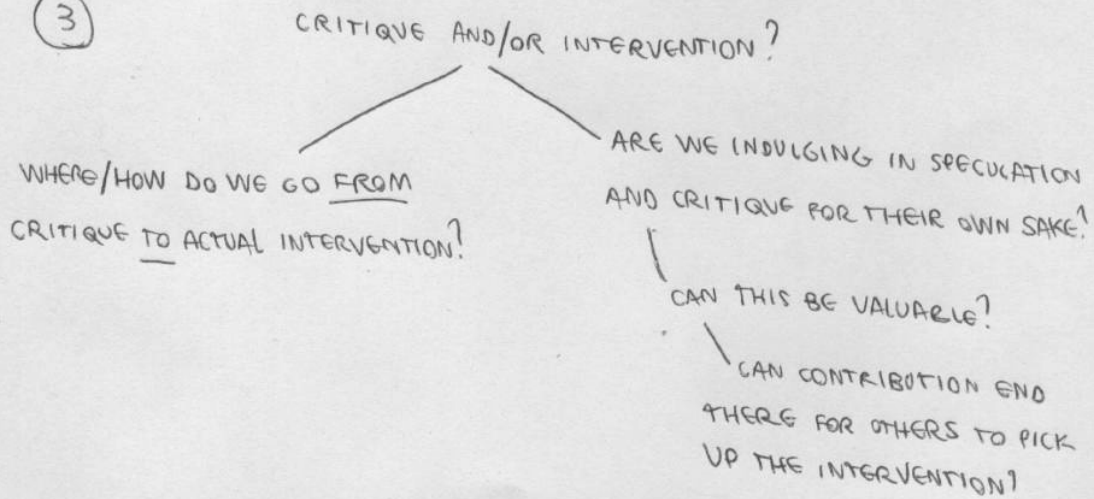 3
CRITIQUE AND/OR INTERVENTION?
WHERE/HOW DO WE GO FROM
CRITIQUE TO ACTUAL INTERVENTION?
ARE WE INDULGING IN SPECULATION
AND CRITIQUE FOR THEIR OWN SAKE?
CAN THIS BE VALUABLE?
CAN CONTRIBUTION END
THERE FOR OTHERS TO PICK
UP THE INTERVENTION?